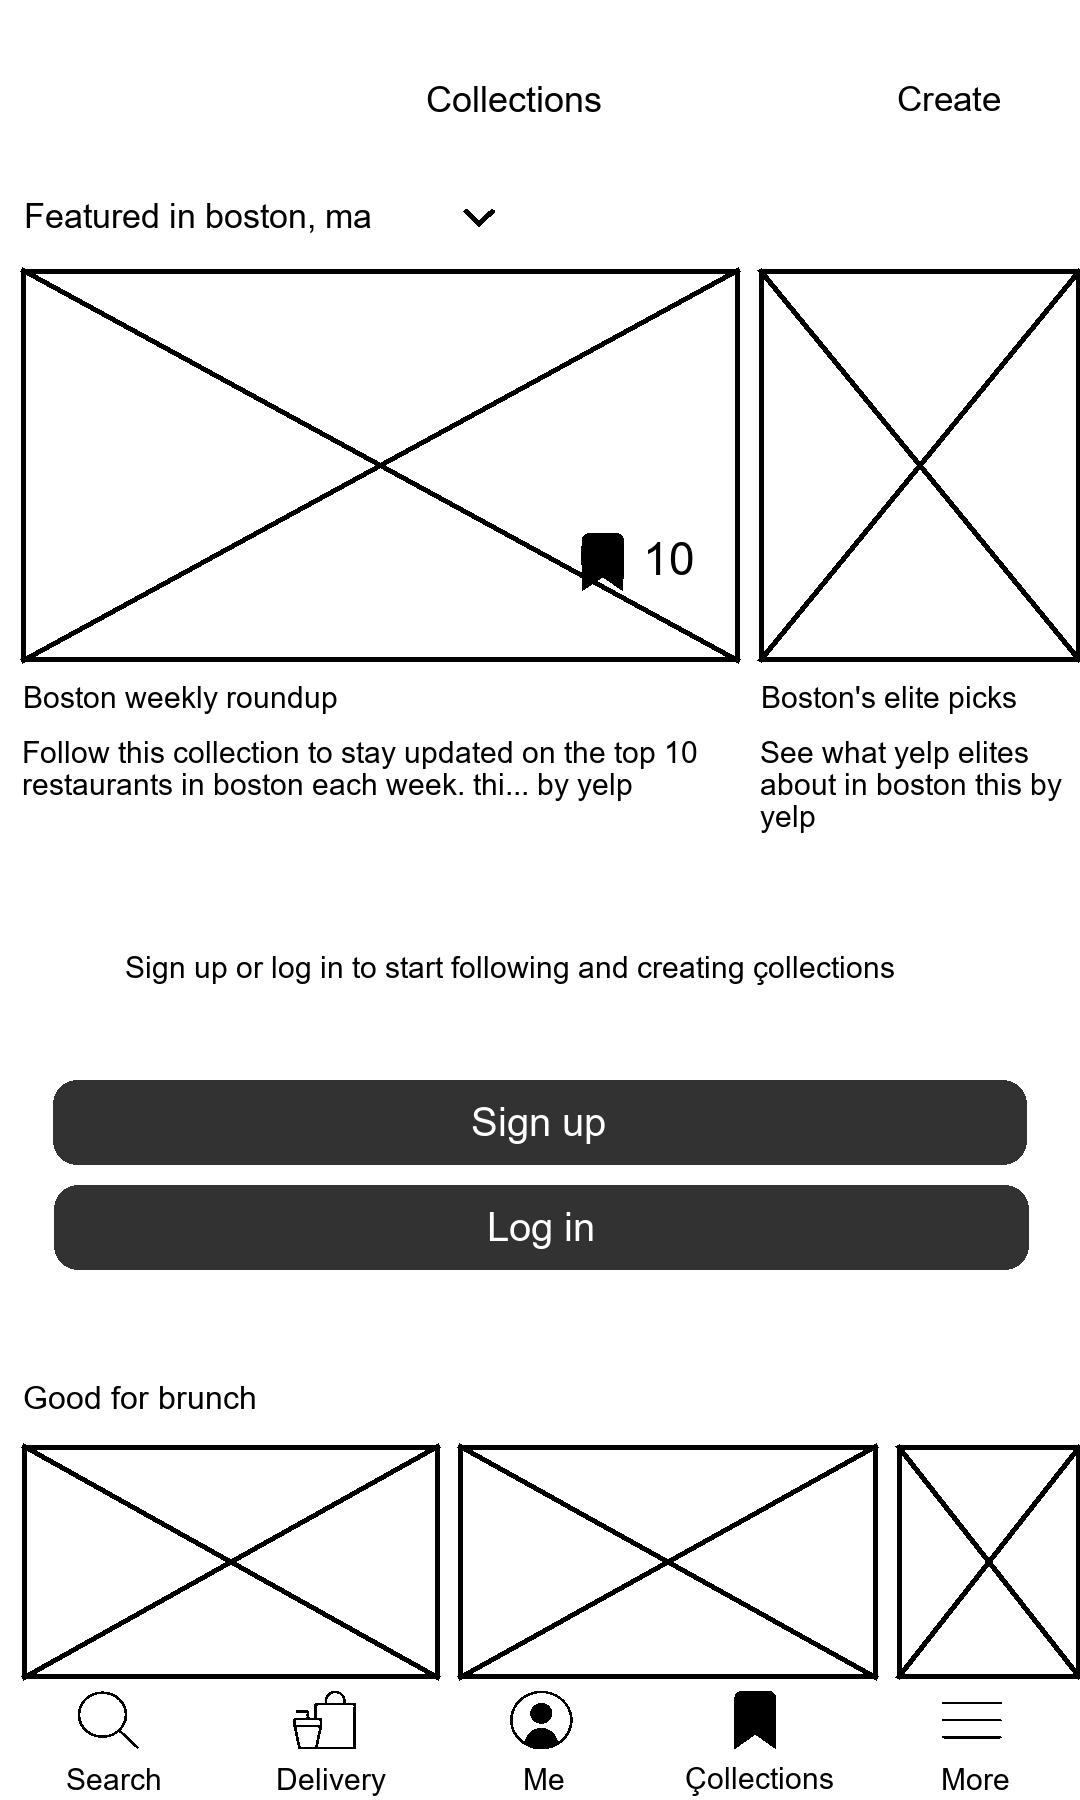 Collections
Create
Featured in boston, ma
10
Boston weekly roundup
Follow this collection to stay updated on the top 10
restaurants in boston each week. thi... by yelp
Boston's elite picks
See what yelp elites
about in boston this by
yelp
Sign up or log in to start following and creating çollections
Sign up
Log in
Good for brunch
Search
Delivery
Me
Çollections
More